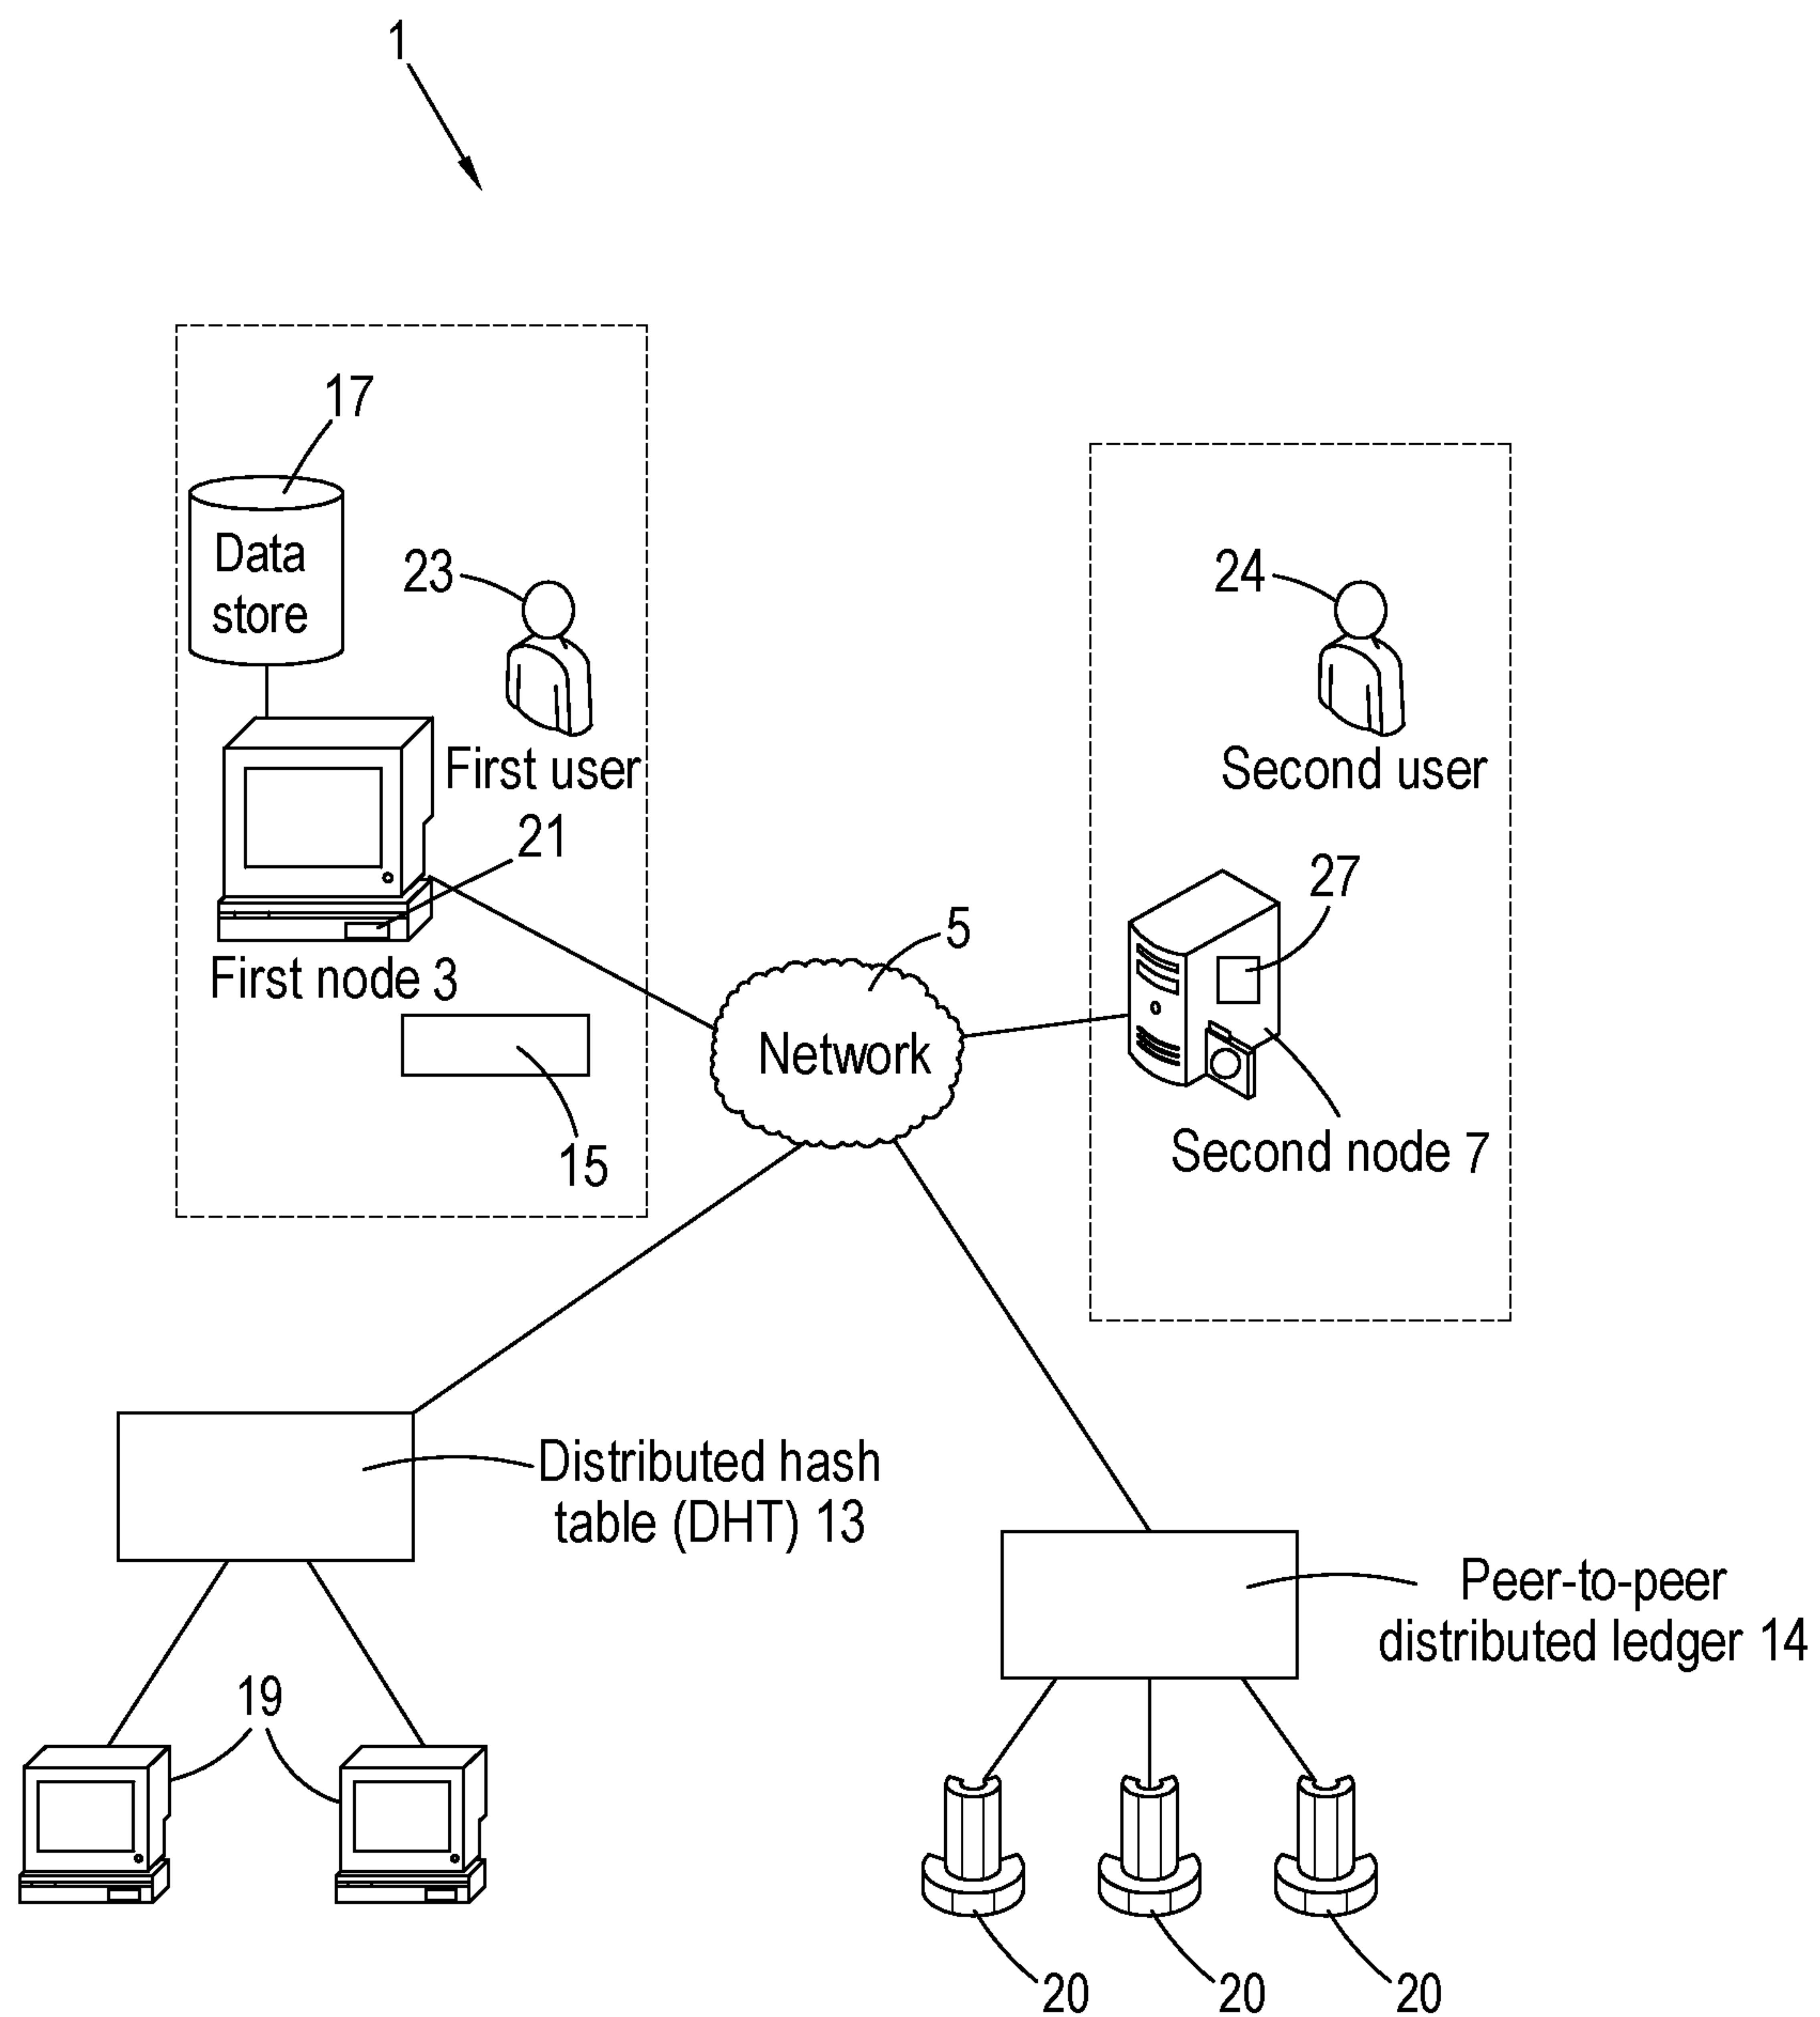 1
17
Data
store
23
24
First user
Second user
21
27
5
First node 3
Network
15
Second node 7
Distributed hash
table (DHT) 13
Peer-to-peer
distributed ledger 14
19
20
20
20